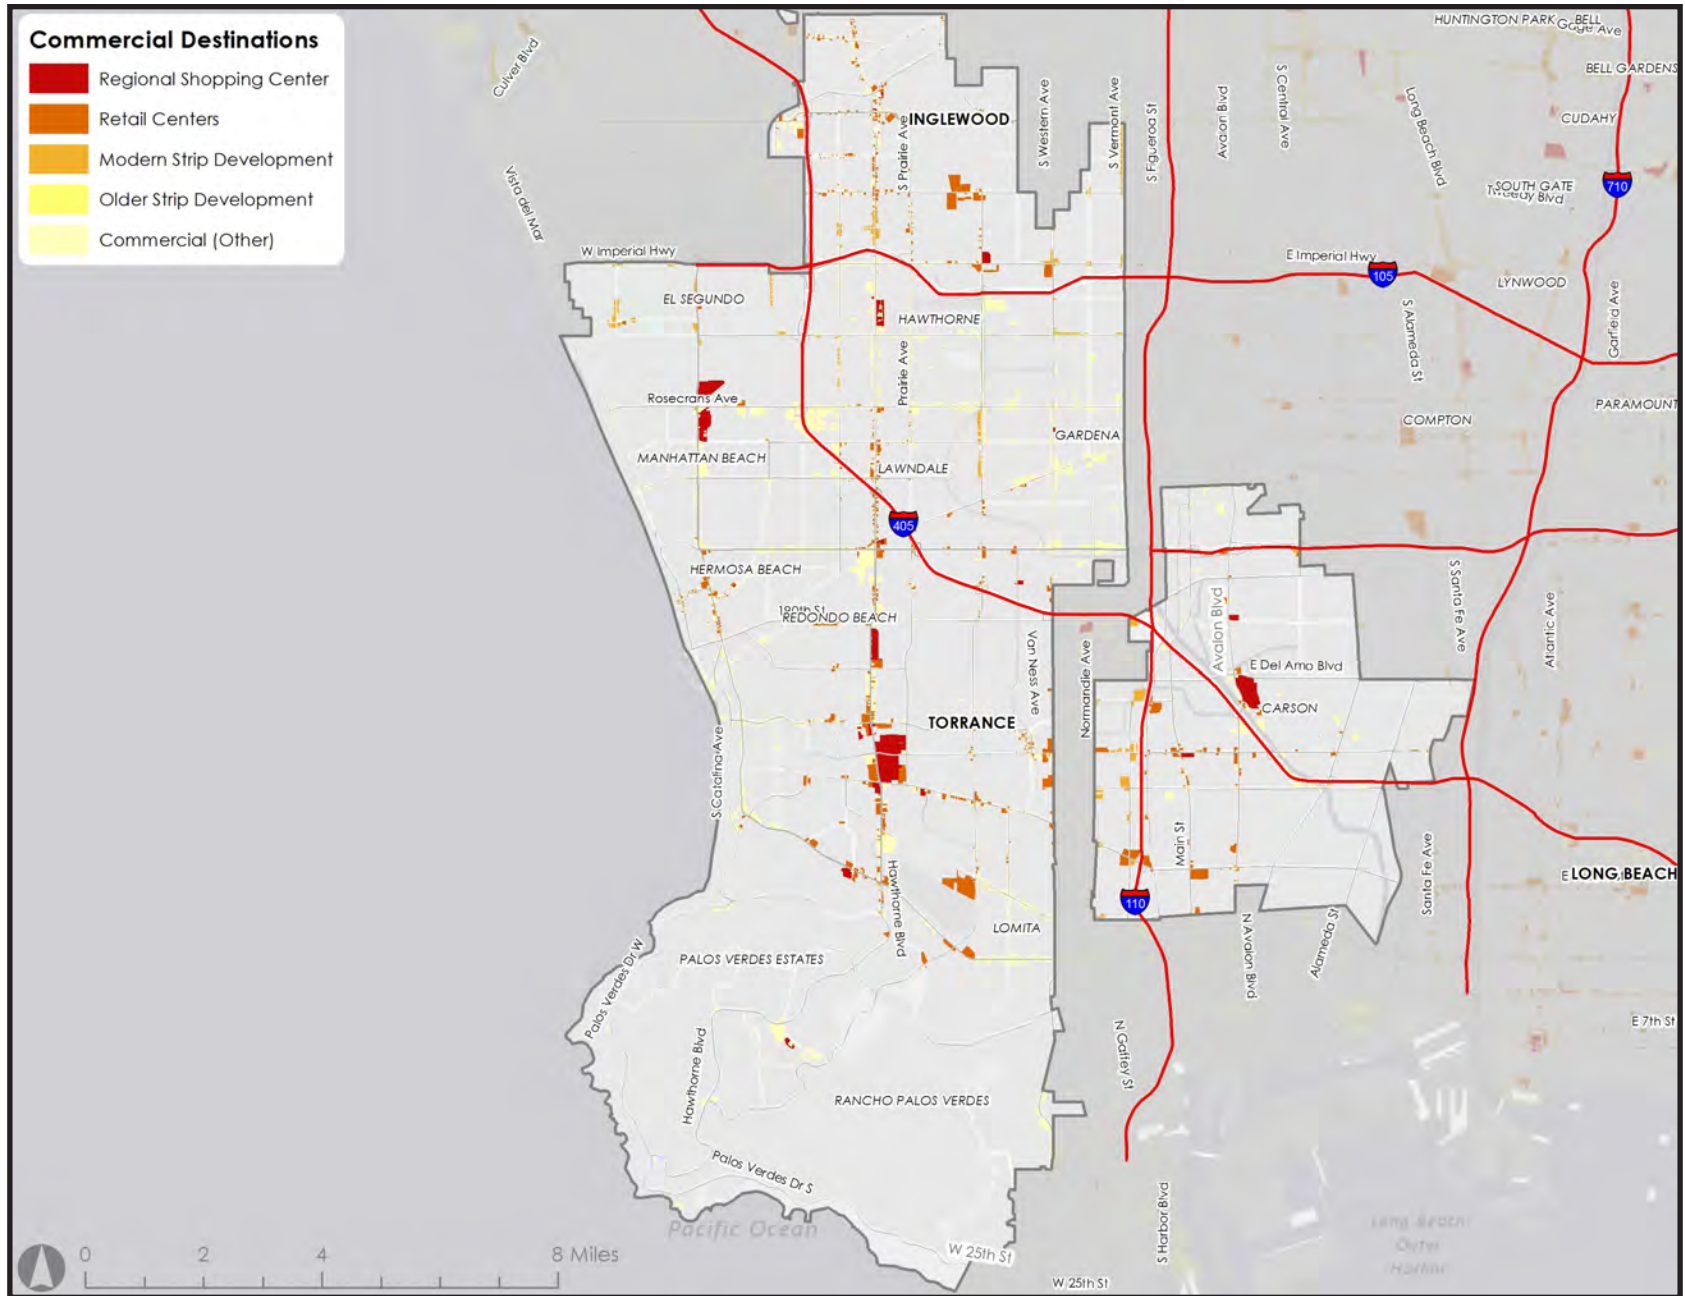 Commercial Destinations
Regional Shopping Center
Retail Centers
Modern Strip Development
Older Strip Development
Commercial (Other)
HUNTINGTON PARK
BELL
Gage Ave
BELL GARDENS
Culver Blvd
S Western Ave
S Vermont Ave
S Figueroa St
Avalon Blvd
S Central Ave
Long Beach Blvd
CUDAHY
INGLEWOOD
S Prairie Ave
Vista del Mar
SOUTH GATE
Tweedy Blvd
710
W Imperial Hwy
E Imperial Hwy
105
LYNWOOD
EL SEGUNDO
HAWTHORNE
S Alameda St
Garfield Ave
Prairie Ave
Rosecrans Ave
PARAMOUNT
COMPTON
GARDENA
MANHATTAN BEACH
LAWNDALE
405
HERMOSA BEACH
190th St
REDONDO BEACH
Avalon Blvd
S Santa Fe Ave
Atlantic Ave
Van Ness Ave
Normandie Ave
E Del Amo Blvd
CARSON
TORRANCE
S Catalina Ave
Main St
Hawthorne Blvd
Santa Fe Ave
E
LONG BEACH
110
LOMITA
N Avalon Blvd
Alameda St
PALOS VERDES ESTATES
Palos Verdes Dr W
N Gaffey St
E 7th St
Hawthorne Blvd
RANCHO PALOS VERDES
Palos Verdes Dr S
S Harbor Blvd
Pacific Ocean
Long Beach
Outer
Harbor
W 25th St
W 25th St
0 2 4 8 Miles